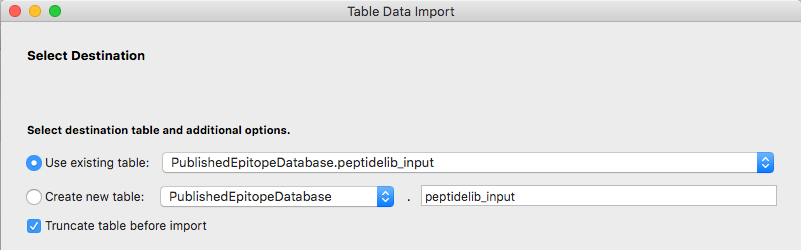 Table Data Import
Select Destination
Select destination table and additional options.
Use existing table: PublishedEpitopeDatabase.peptidelib_input
Create new table: PublishedEpitopeDatabase . peptidelib_input
Truncate table before import